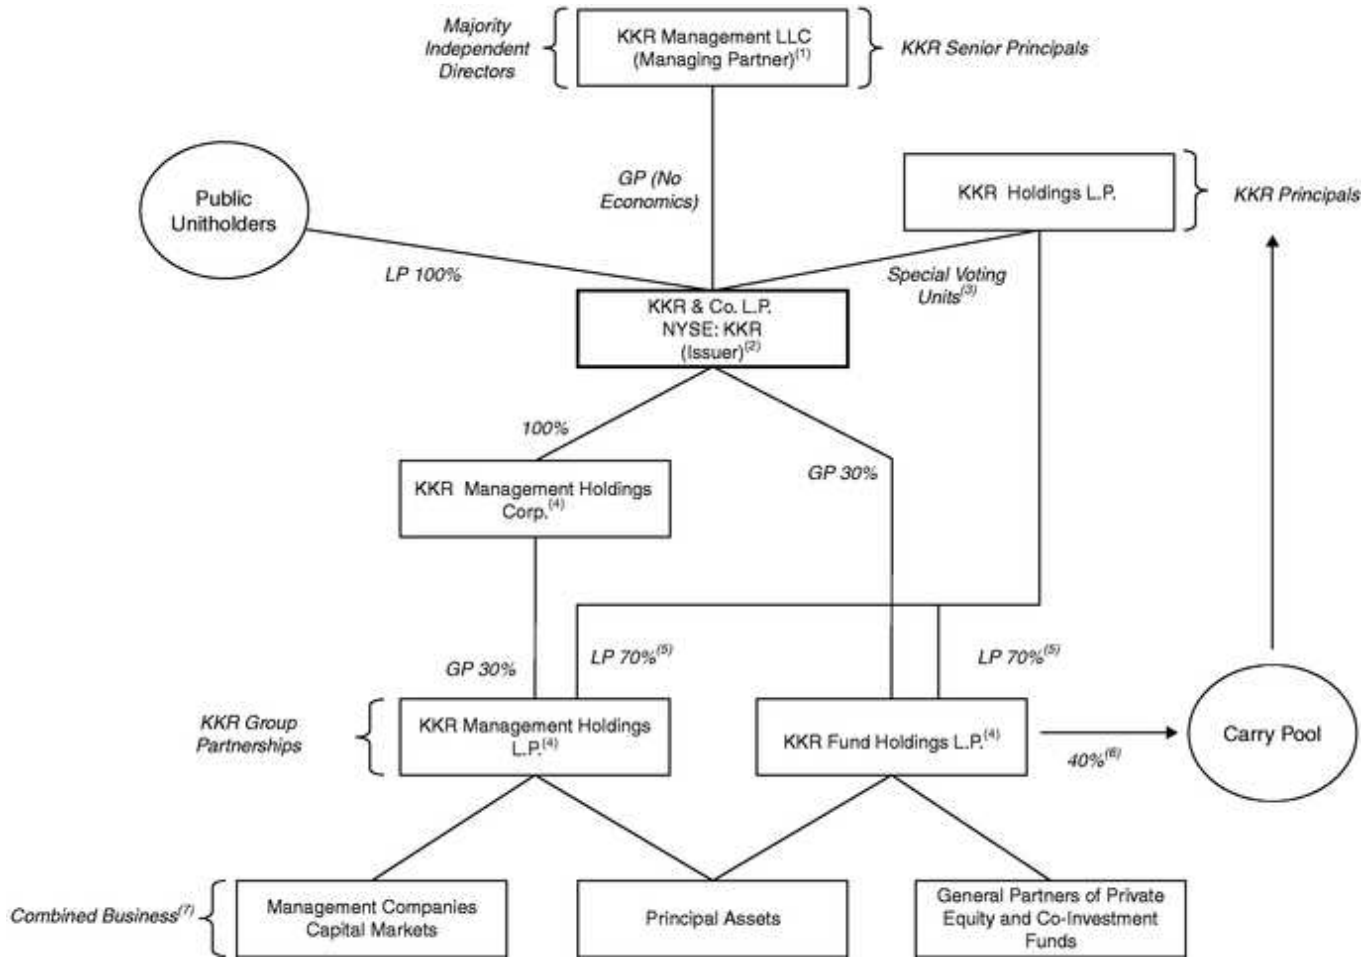 Majority
Independent
Directors
KKR Management LLC
(Managing Partner)(1)
KKR Senior Principals
Public
Unitholders
GP (No
Economics)
KKR Holdings L.P.
KKR Principals
LP 100%
Special Voting
Units(3)
KKR & Co. L.P.
NYSE: KKR
(Issuer)(2)
100%
GP 30%
KKR Management Holdings
Corp.(4)
GP 30%
LP 70%(5)
LP 70%(5)
KKR Group
Partnerships
KKR Management Holdings
L.P.(4)
KKR Fund Holdings L.P.(4)
40%(6)
Carry Pool
Combined Business(7)
Management Companies
Capital Markets
Principal Assets
General Partners of Private
Equity and Co-Investment
Funds